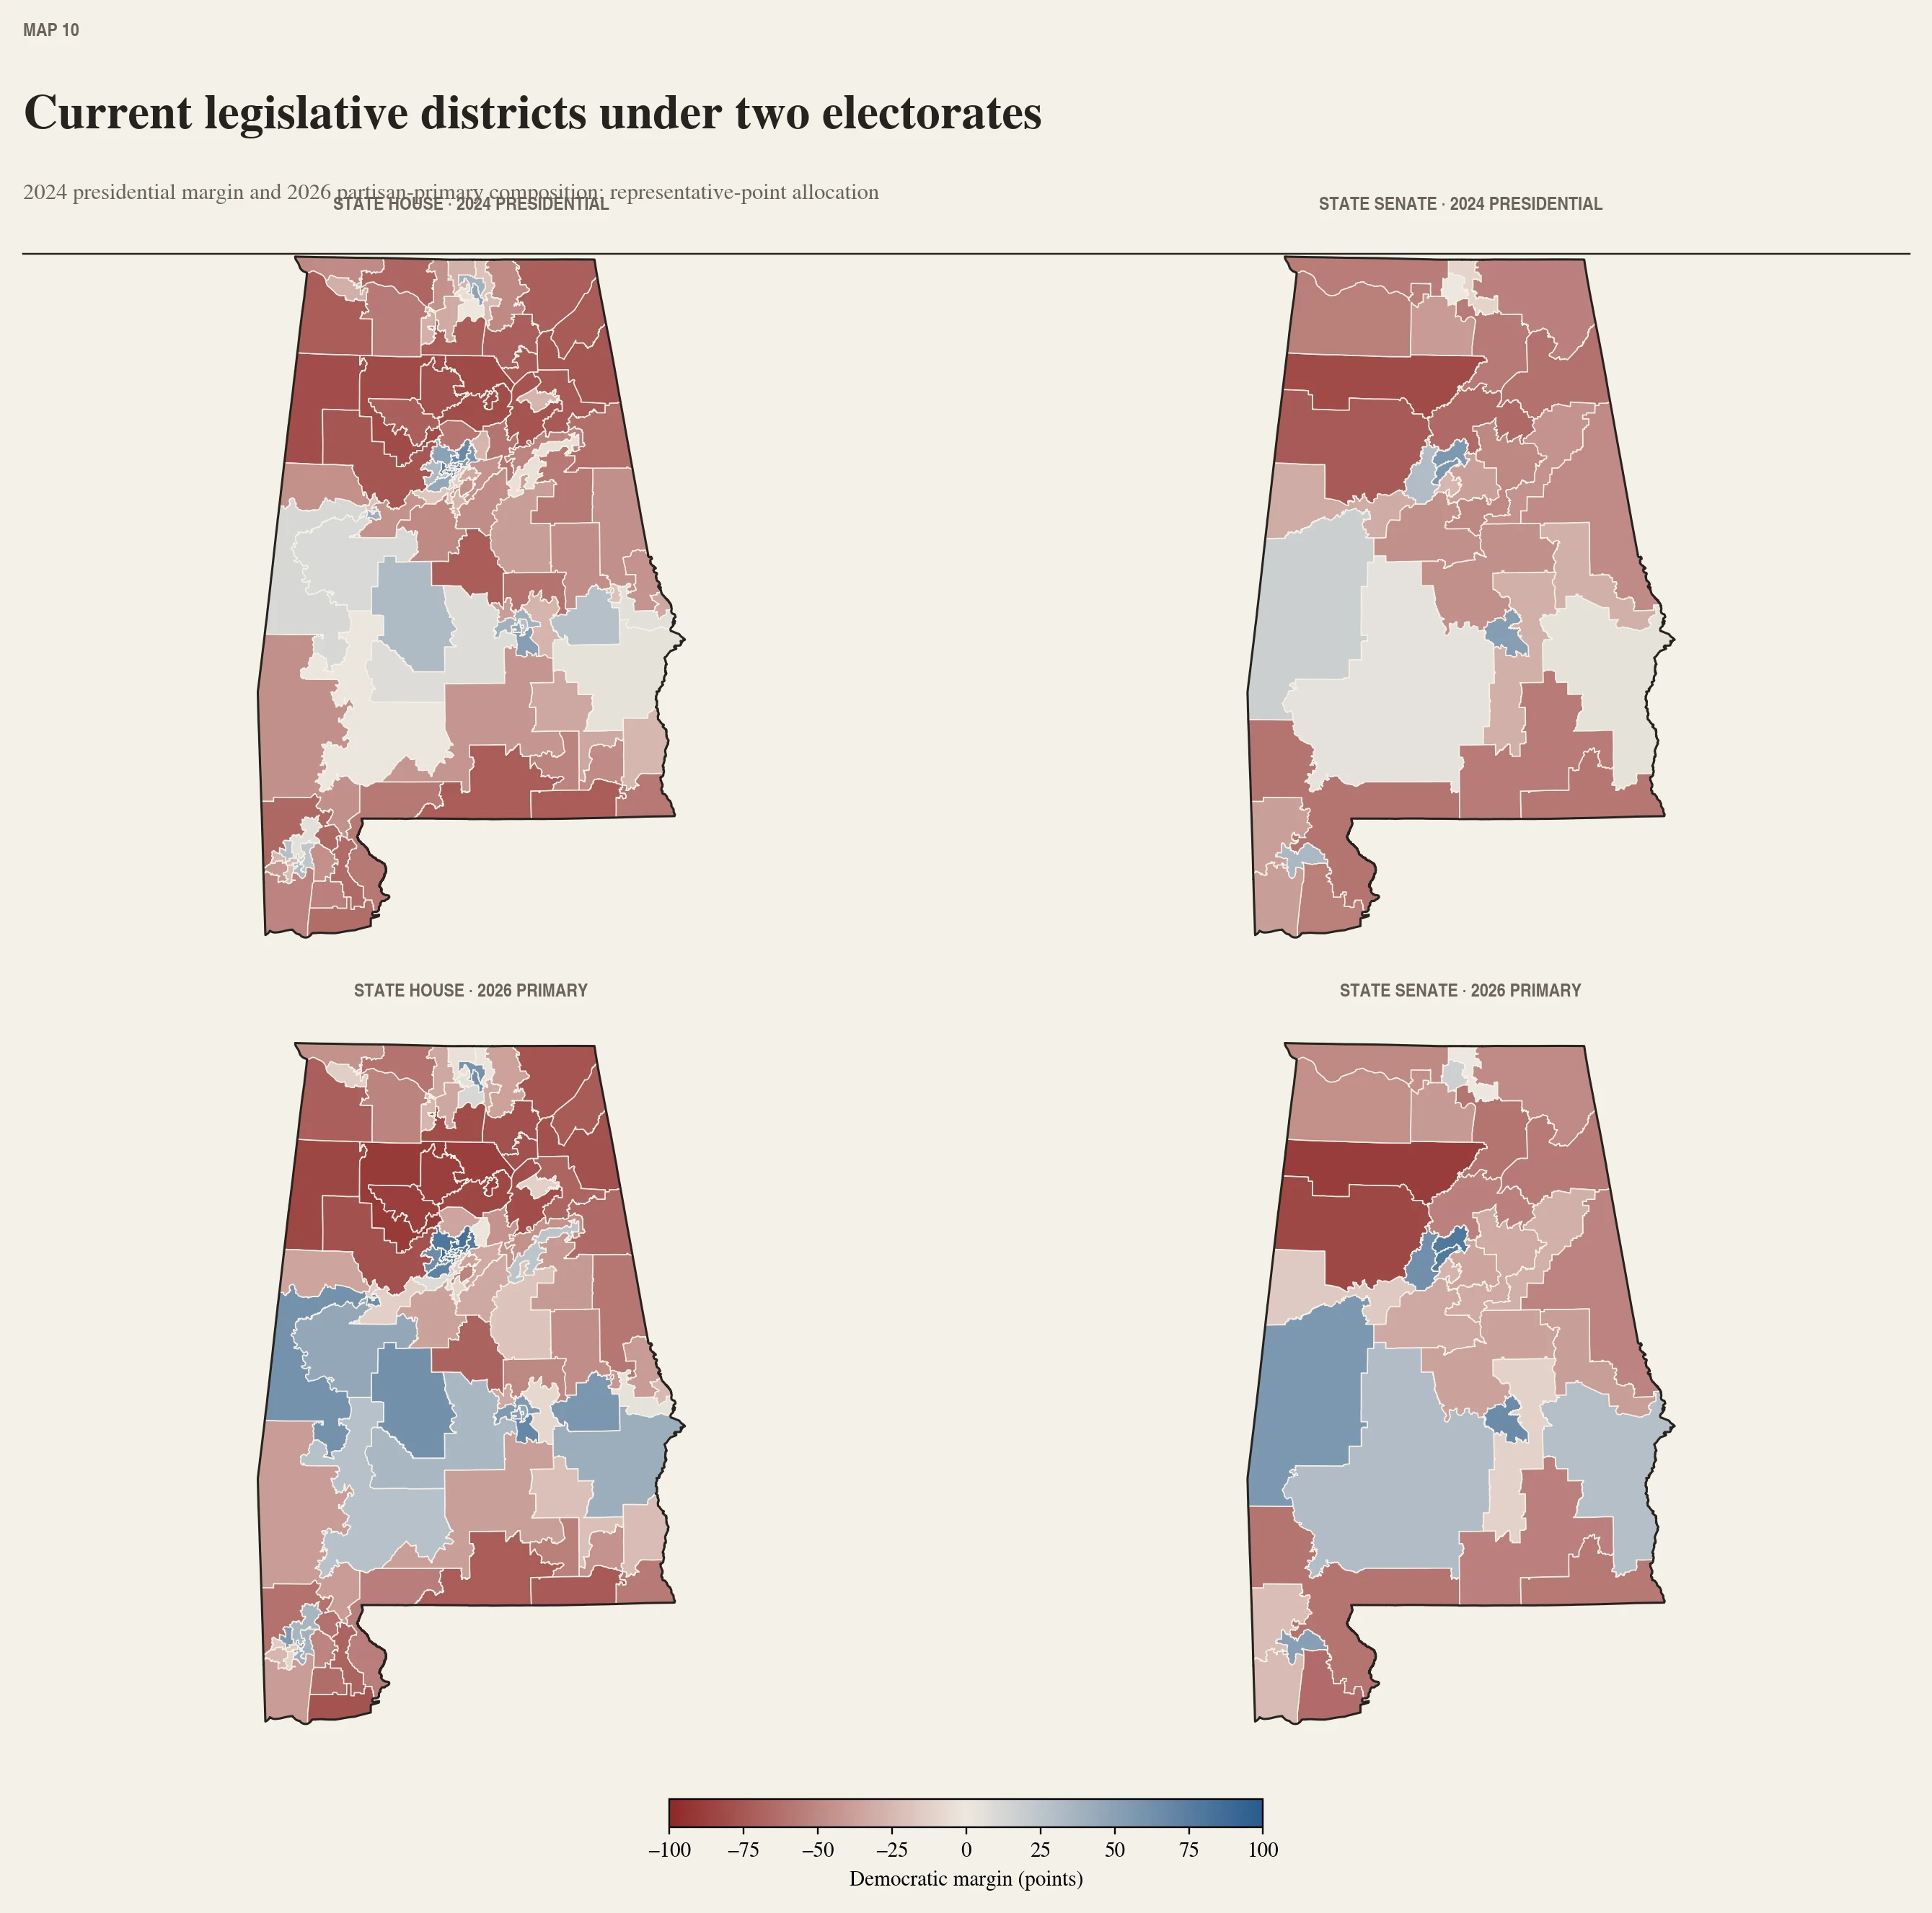 MAP 10
Current legislative districts under two electorates
2024 presidential margin and 2026 partisan-primary composition; representative-point allocation
STATE HOUSE · 2024 PRESIDENTIAL
STATE SENATE · 2024 PRESIDENTIAL
STATE HOUSE · 2026 PRIMARY
STATE SENATE · 2026 PRIMARY
−100 −75 −50 −25 0 25 50 75 100
Democratic margin (points)